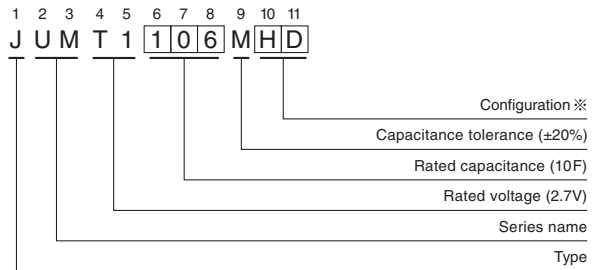 1 2 3 4 5 6 7 8 9 10 11
J U M T 1 1 0 6 M H D
Configuration ※
Capacitance tolerance (±20%)
Rated capacitance (10F)
Rated voltage (2.7V)
Series name
Type